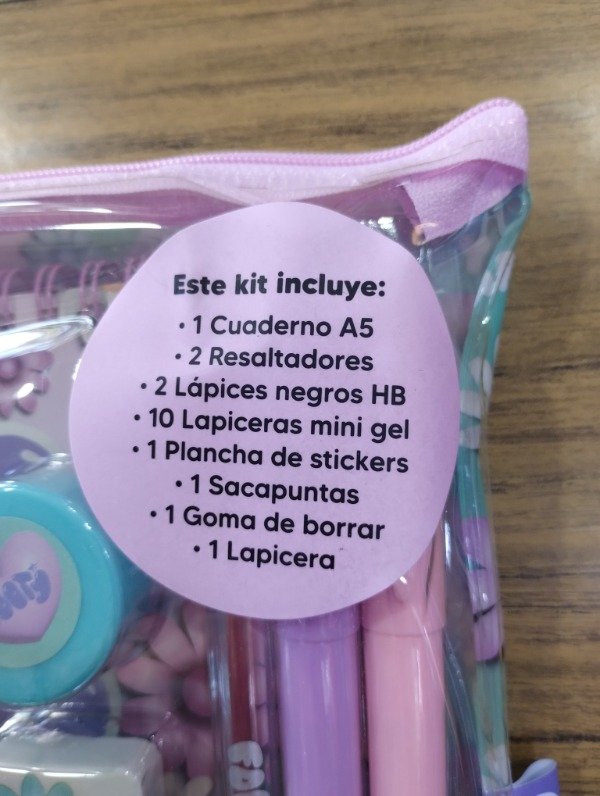 Este kit incluye:
• 1 Cuaderno A5
• 2 Resaltadores
• 2 Lápices negros HB
• 10 Lapiceras mini gel
• 1 Plancha de stickers
• 1 Sacapuntas
• 1 Goma de borrar
• 1 Lapicera